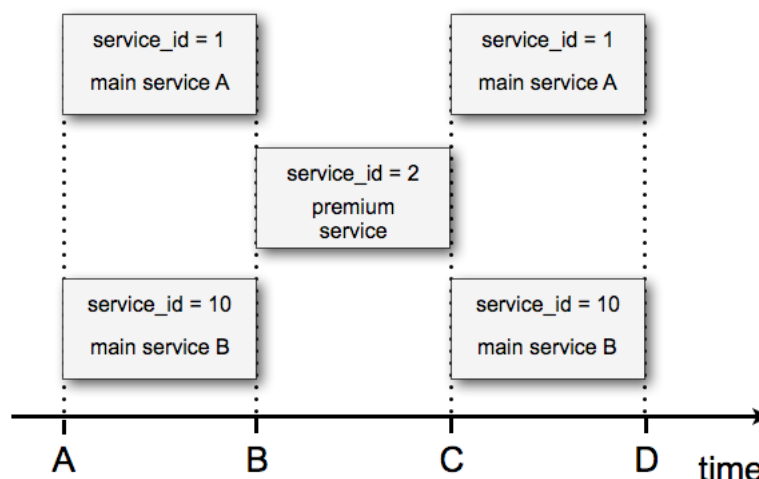 service_id = 1
main service A
service_id = 1
main service A
service_id = 2
premium
service
service_id = 10
main service B
service_id = 10
main service B
A
B
C
D
time